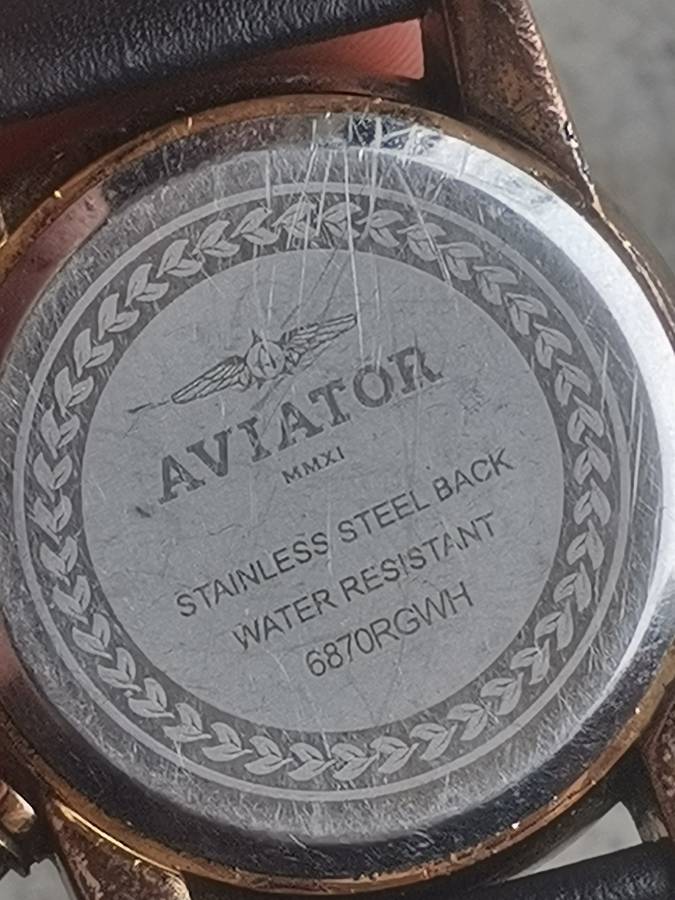 AVIATOR
MMXI
STAINLESS STEEL BACK
WATER RESISTANT
6870RGWH